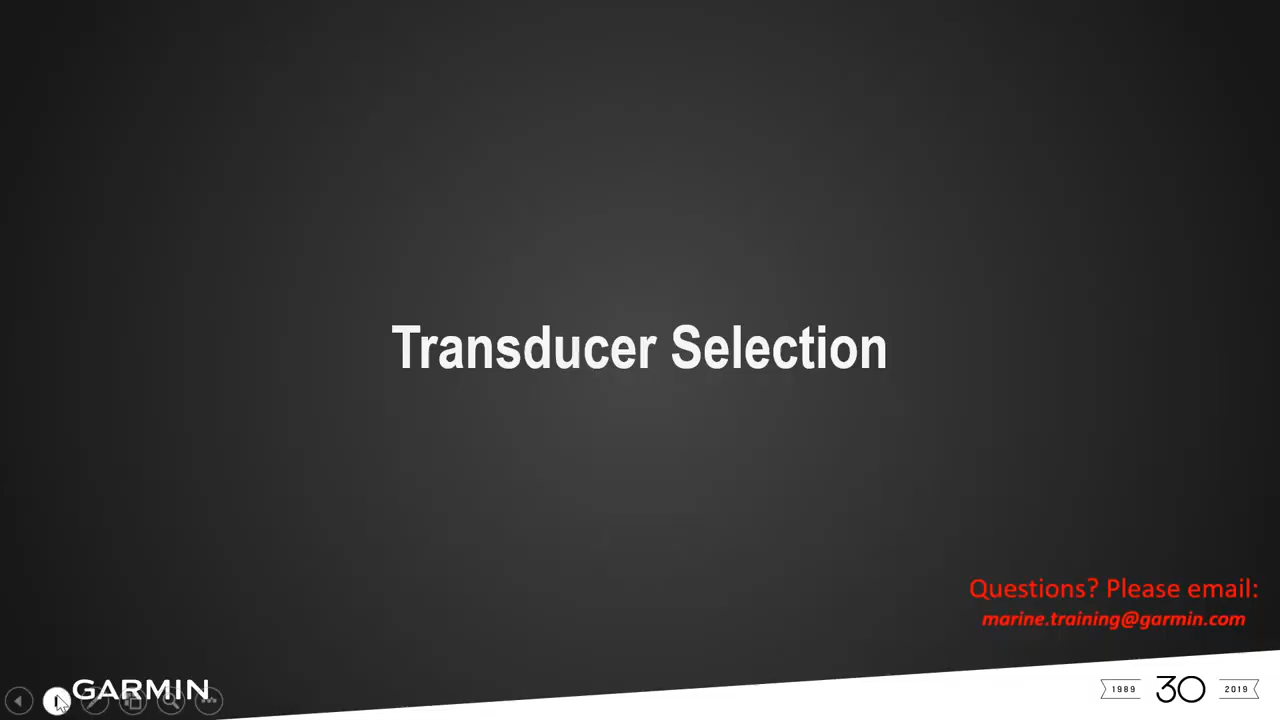 Transducer Selection
Questions? Please email:
marine.training@garmin.com
GARMIN
1989 30 2019